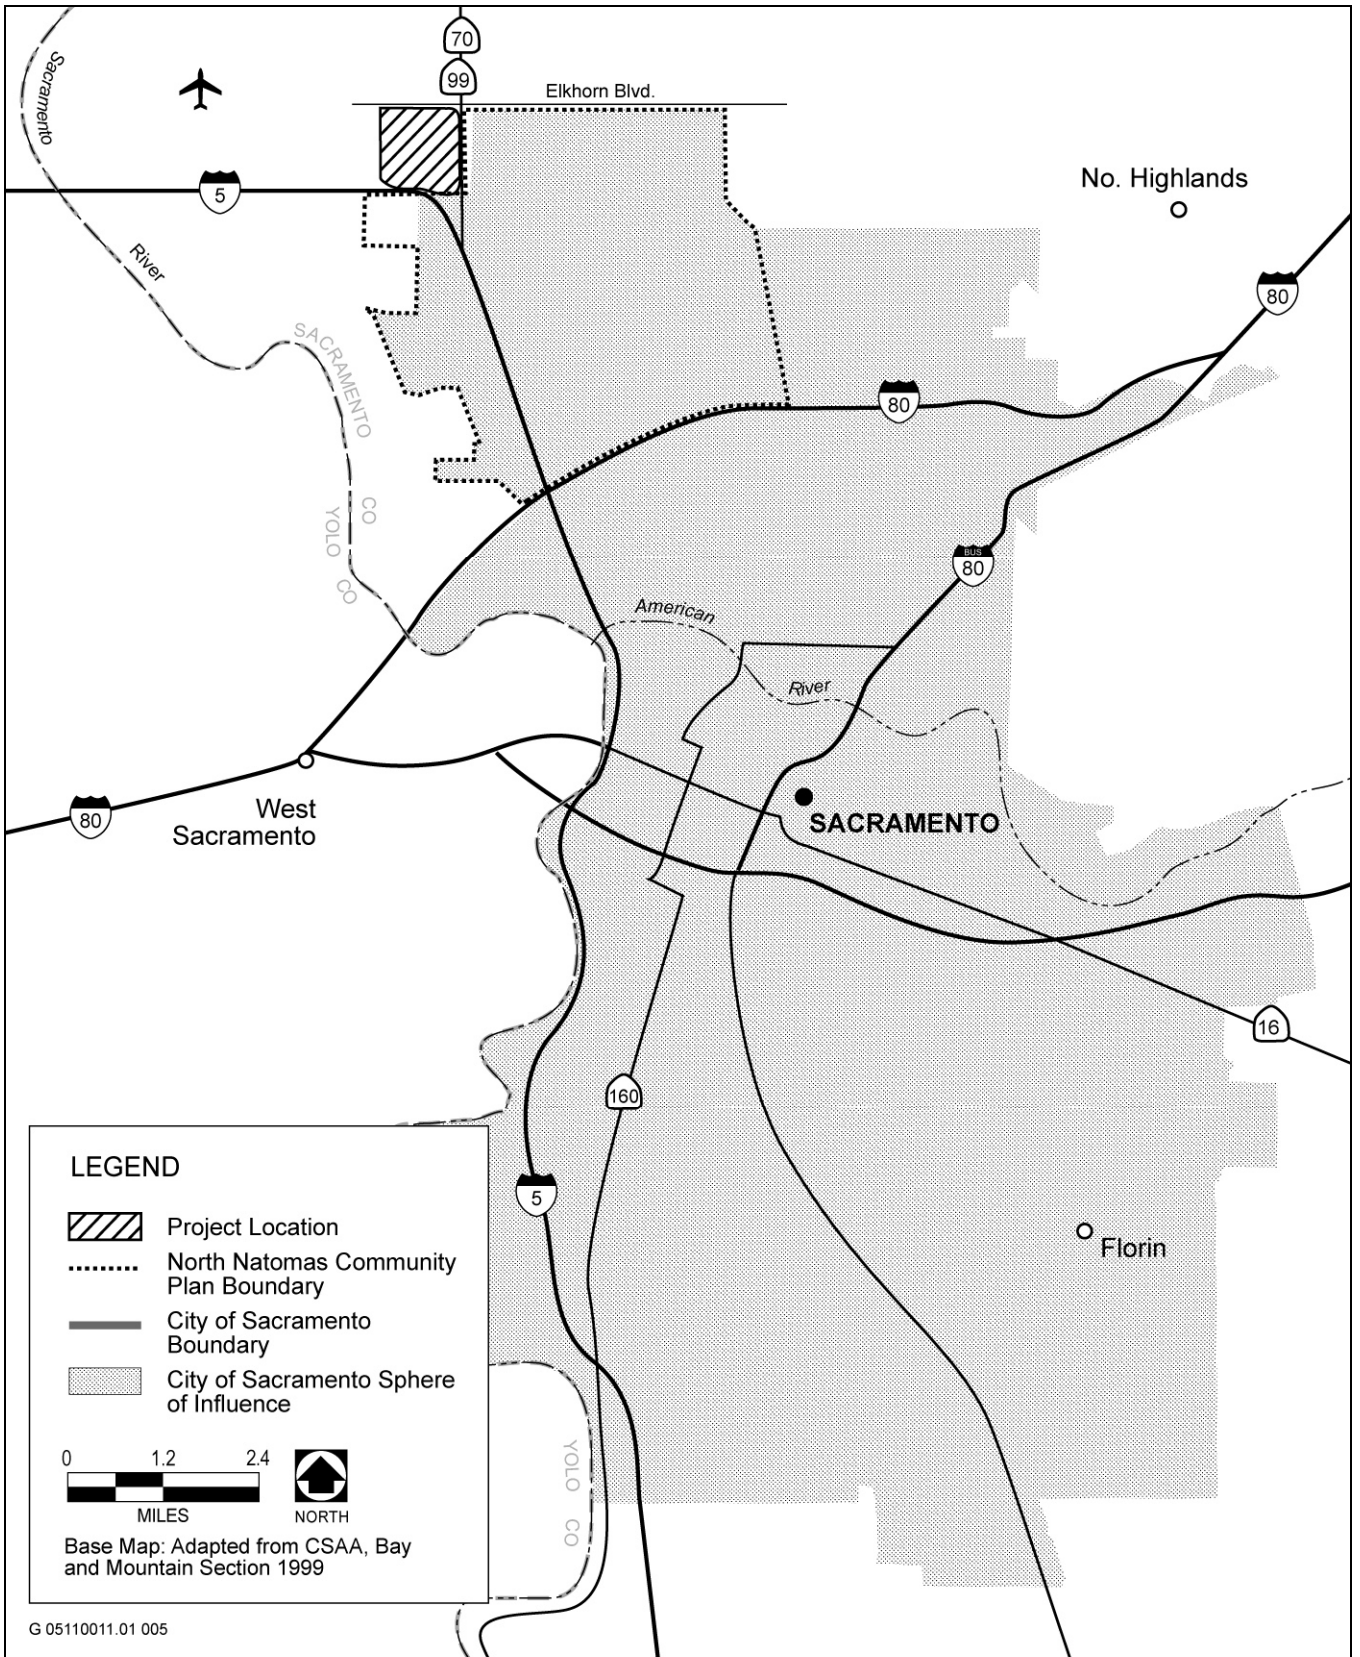 70
99
Elkhorn Blvd.
Sacramento
5
No. Highlands
River
80
SACRAMENTO
80
CO
YOLO
CO
BUS
80
American
River
West
Sacramento
80
SACRAMENTO
16
160
5
Florin
YOLO CO
LEGEND
Project Location
North Natomas Community
Plan Boundary
City of Sacramento
Boundary
City of Sacramento Sphere
of Influence
0 1.2 2.4
MILES
NORTH
Base Map: Adapted from CSAA, Bay
and Mountain Section 1999
G 05110011.01 005